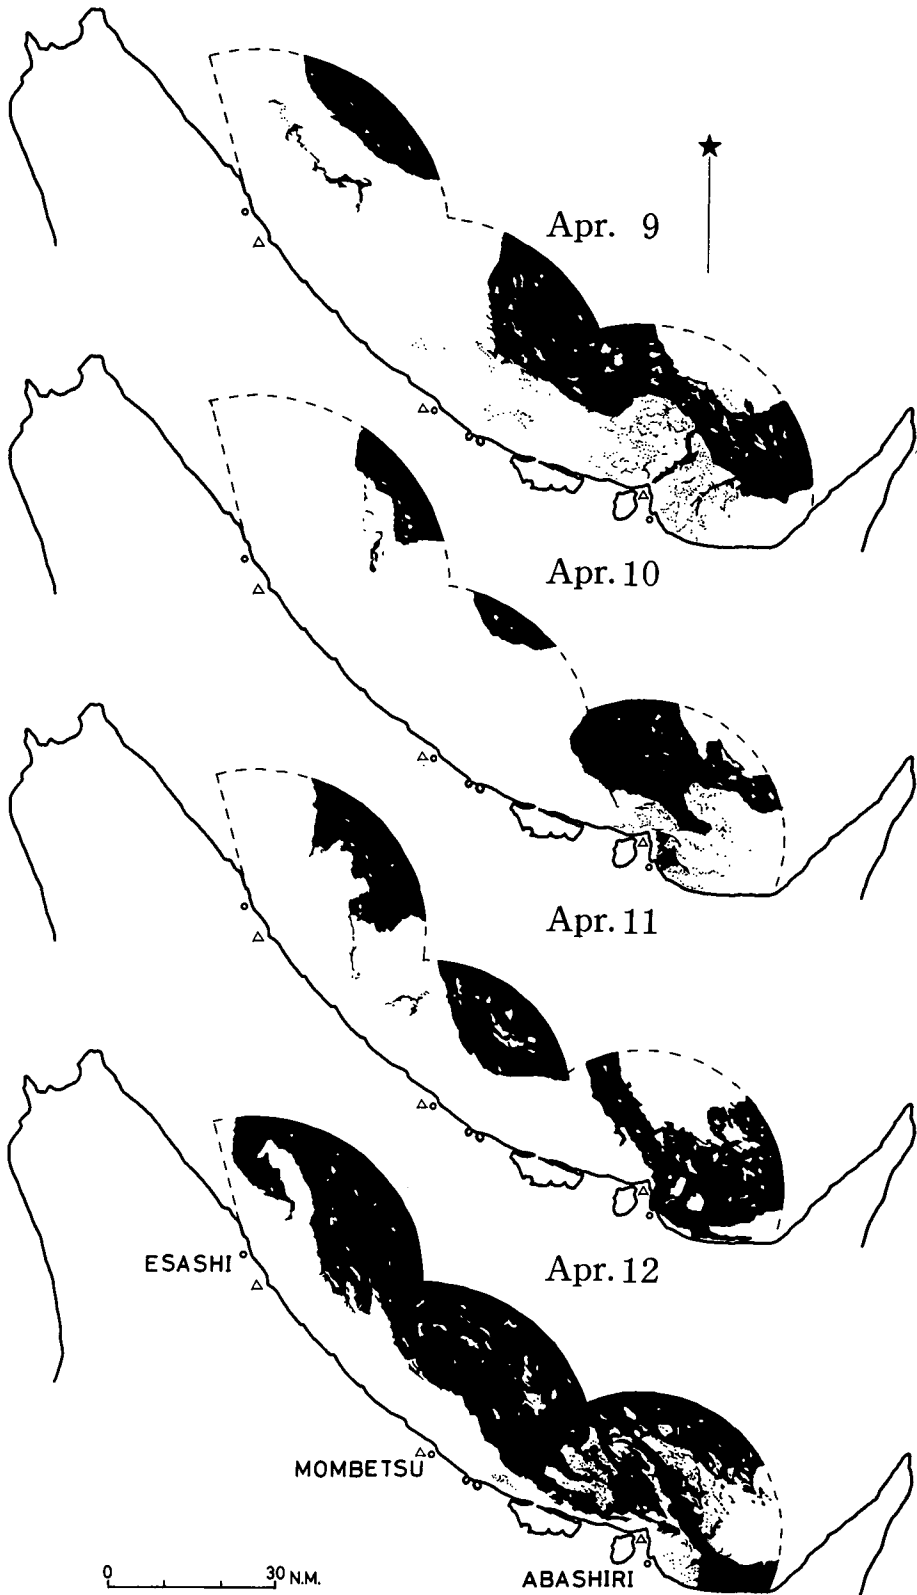 Apr. 9
Apr. 10
Apr. 11
Apr. 12
ESASHI
MOMBETSU
ABASHIRI
0 30 N.M.